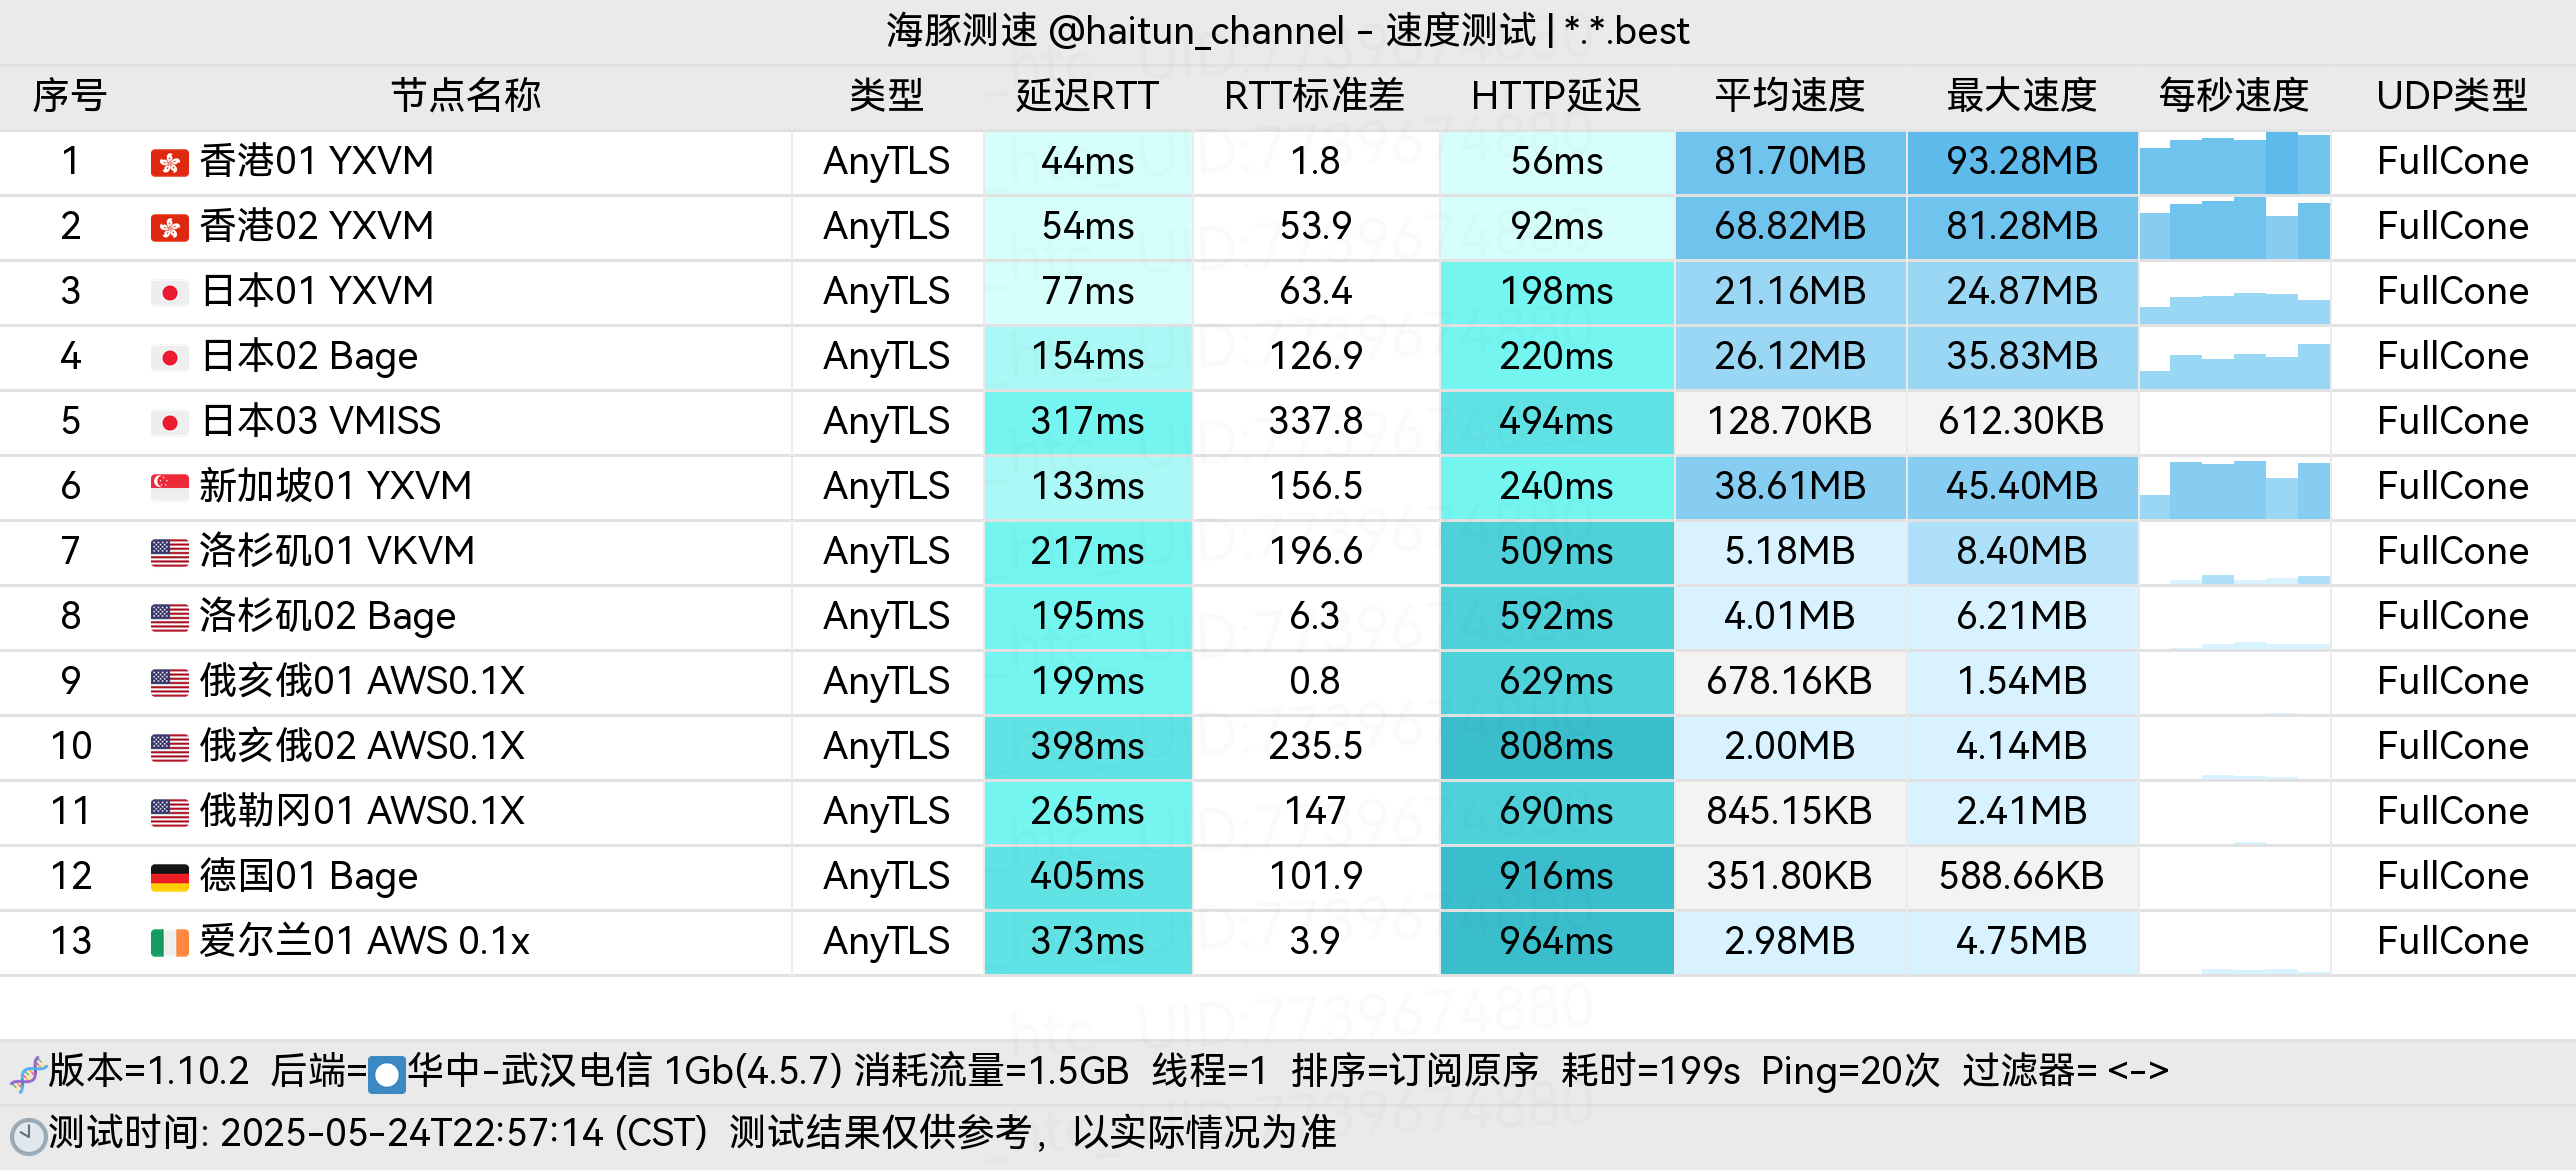 海豚测速 @haitun_channel - 速度测试 | *.*.best
序号 节点名称 类型 延迟RTT RTT标准差 HTTP延迟 平均速度 最大速度 每秒速度 UDP类型
1 香港01 YXVM AnyTLS 44ms 1.8 56ms 81.70MB 93.28MB FullCone
2 香港02 YXVM AnyTLS 54ms 53.9 92ms 68.82MB 81.28MB FullCone
3 日本01 YXVM AnyTLS 77ms 63.4 198ms 21.16MB 24.87MB FullCone
4 日本02 Bage AnyTLS 154ms 126.9 220ms 26.12MB 35.83MB FullCone
5 日本03 VMISS AnyTLS 317ms 337.8 494ms 128.70KB 612.30KB FullCone
6 新加坡01 YXVM AnyTLS 133ms 156.5 240ms 38.61MB 45.40MB FullCone
7 洛杉矶01 VKVM AnyTLS 217ms 196.6 509ms 5.18MB 8.40MB FullCone
8 洛杉矶02 Bage AnyTLS 195ms 6.3 592ms 4.01MB 6.21MB FullCone
9 俄亥俄01 AWS0.1X AnyTLS 199ms 0.8 629ms 678.16KB 1.54MB FullCone
10 俄亥俄02 AWS0.1X AnyTLS 398ms 235.5 808ms 2.00MB 4.14MB FullCone
11 俄勒冈01 AWS0.1X AnyTLS 265ms 147 690ms 845.15KB 2.41MB FullCone
12 德国01 Bage AnyTLS 405ms 101.9 916ms 351.80KB 588.66KB FullCone
13 爱尔兰01 AWS 0.1x AnyTLS 373ms 3.9 964ms 2.98MB 4.75MB FullCone
_htc_ UID:7739674880
版本=1.10.2 后端=华中-武汉电信 1Gb(4.5.7) 消耗流量=1.5GB 线程=1 排序=订阅原序 耗时=199s Ping=20次 过滤器= <->
测试时间: 2025-05-24T22:57:14 (CST) 测试结果仅供参考，以实际情况为准